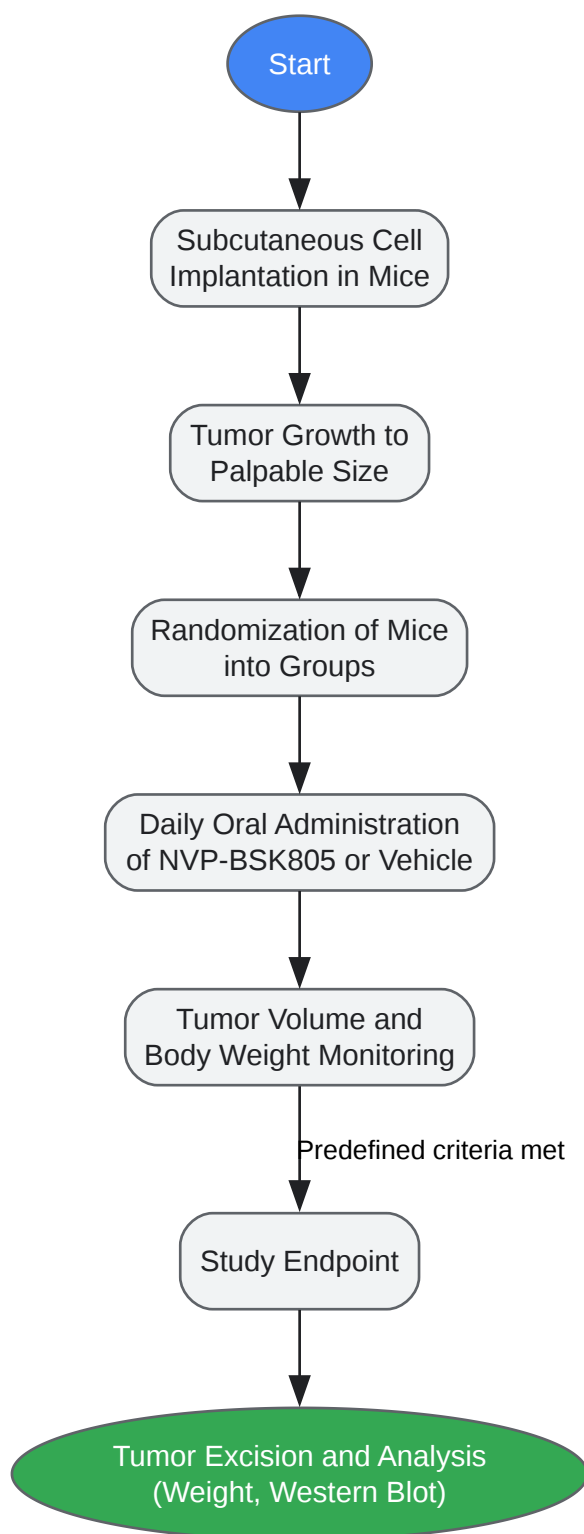 Start
Subcutaneous Cell
Implantation in Mice
Tumor Growth to
Palpable Size
Randomization of Mice
into Groups
Daily Oral Administration
of NVP-BSK805 or Vehicle
Tumor Volume and
Body Weight Monitoring
Predefined criteria met
Study Endpoint
Tumor Excision and Analysis
(Weight, Western Blot)